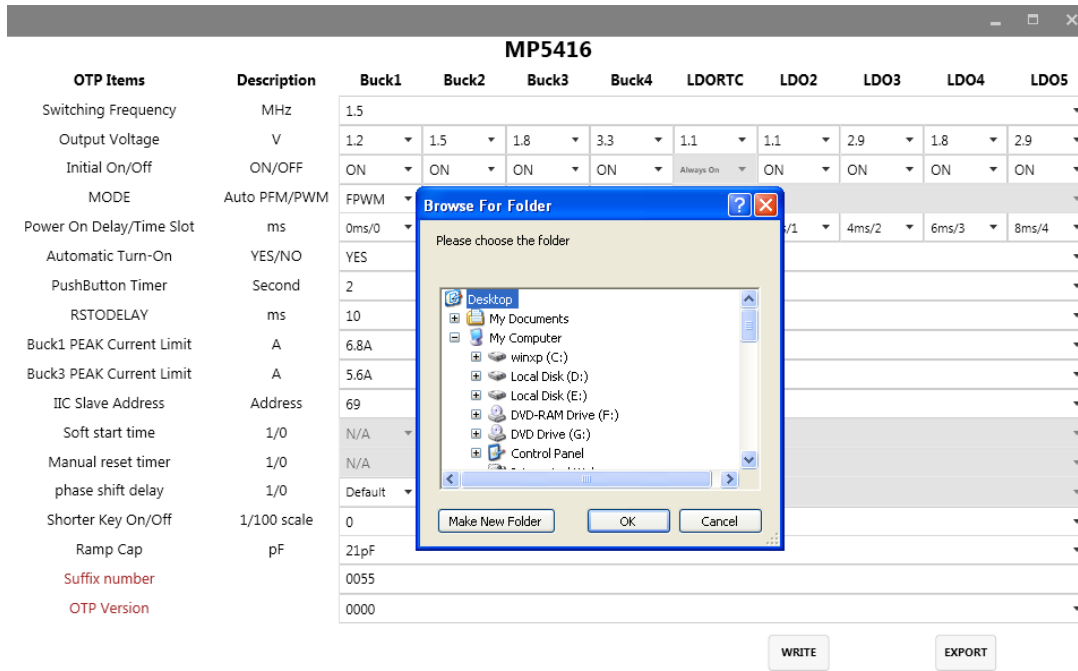 MP5416
OTP Items Description Buck1 Buck2 Buck3 Buck4 LDORTC LDO2 LDO3 LDO4 LDO5
Switching Frequency MHz 1.5
Output Voltage V 1.2 1.5 1.8 3.3 1.1 1.1 2.9 1.8 2.9
Initial On/Off ON/OFF ON ON ON ON Always On ON ON ON ON
MODE Auto PFM/PWM FPWM
Power On Delay/Time Slot ms 0ms/0 /1 4ms/2 6ms/3 8ms/4
Automatic Turn-On YES/NO YES
PushButton Timer Second 2
RSTODELAY ms 10
Buck1 PEAK Current Limit A 6.8A
Buck3 PEAK Current Limit A 5.6A
IIC Slave Address Address 69
Soft start time 1/0 N/A
Manual reset timer 1/0 N/A
phase shift delay 1/0 Default
Shorter Key On/Off 1/100 scale 0
Ramp Cap pF 21pF
Suffix number 0055
OTP Version 0000
Browse For Folder
Please choose the folder
Desktop
My Documents
My Computer
winxp (C:)
Local Disk (D:)
Local Disk (E:)
DVD-RAM Drive (F:)
DVD Drive (G:)
Control Panel
Make New Folder OK Cancel
WRITE EXPORT